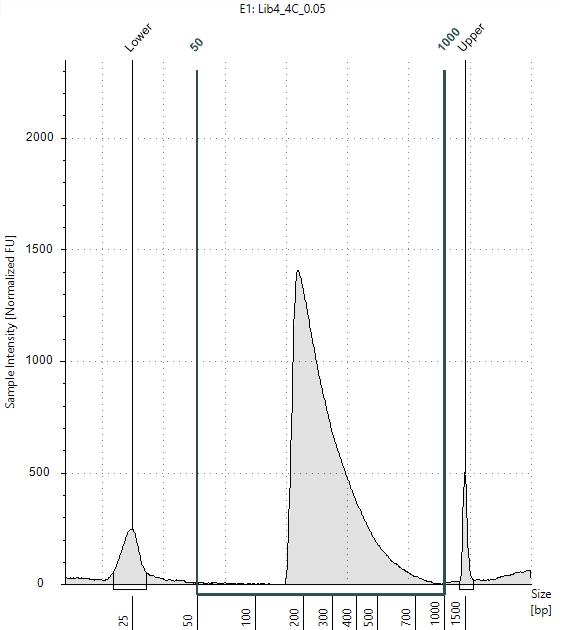 E1: Lib4_4C_0.05
Lower
50
1000
Upper
Sample Intensity [Normalized FU]
2000
1500
1000
500
0
Size
[bp]
25
50
100
200
300
400
500
700
1000
1500